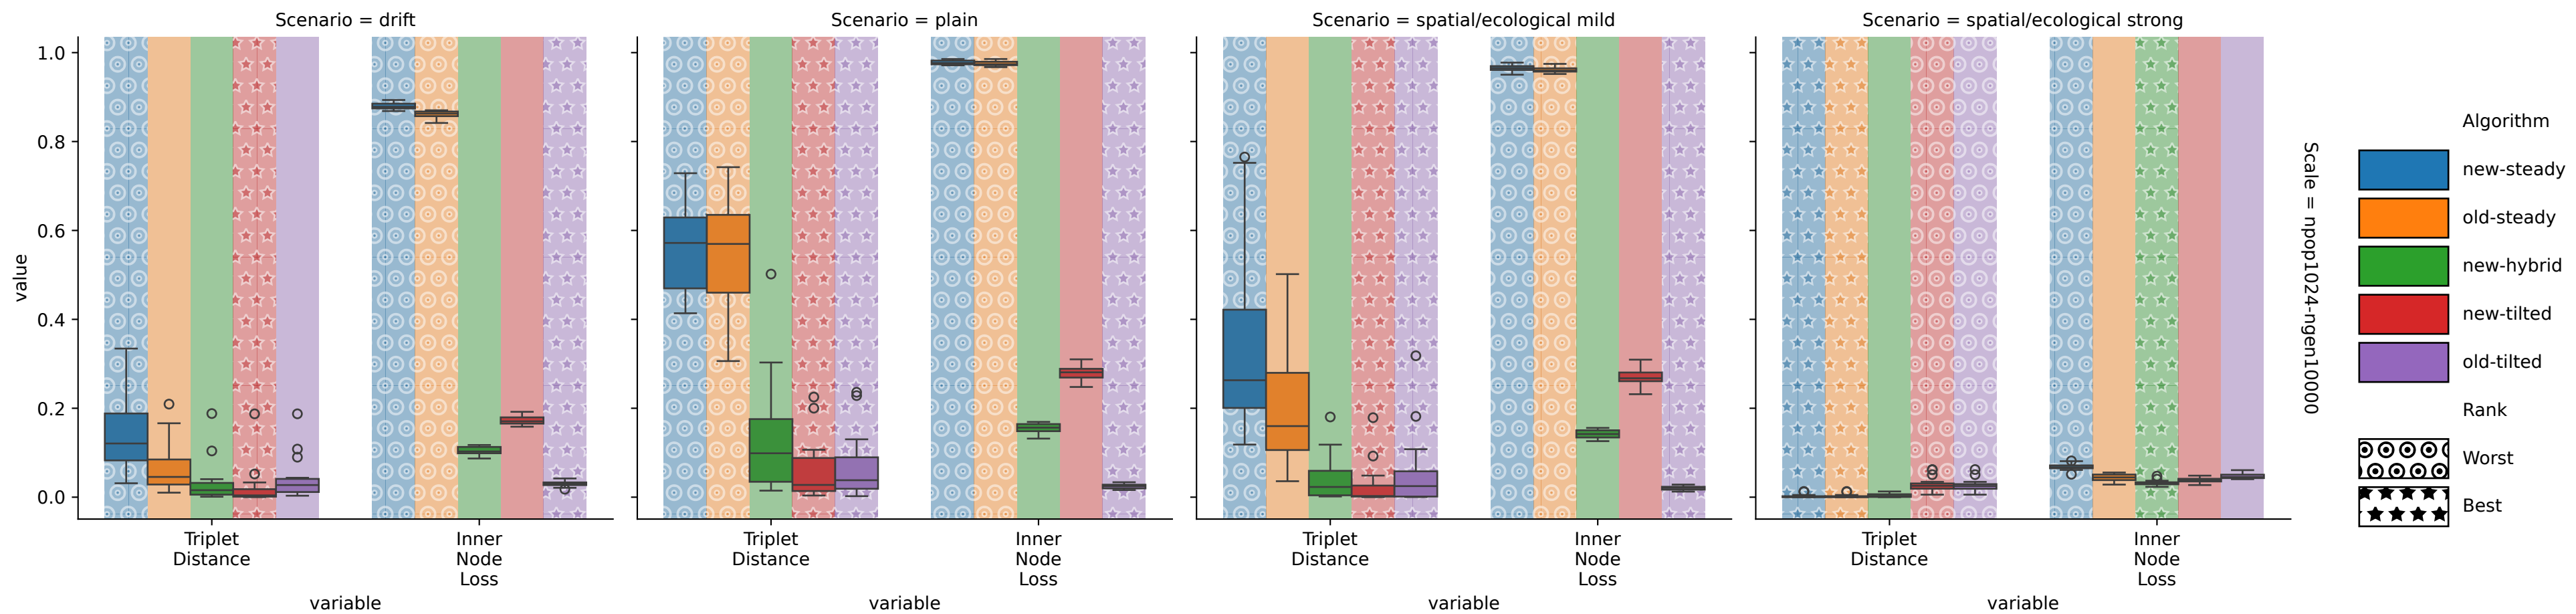 Scenario = drift
Scenario = plain
Scenario = spatial/ecological mild
Scenario = spatial/ecological strong
value
1.0
0.8
0.6
0.4
0.2
0.0
Triplet
Distance
Inner
Node
Loss
variable
Triplet
Distance
Inner
Node
Loss
variable
Triplet
Distance
Inner
Node
Loss
variable
Triplet
Distance
Inner
Node
Loss
variable
Scale = npop1024-ngen10000
Algorithm
new-steady
old-steady
new-hybrid
new-tilted
old-tilted
Rank
Worst
Best